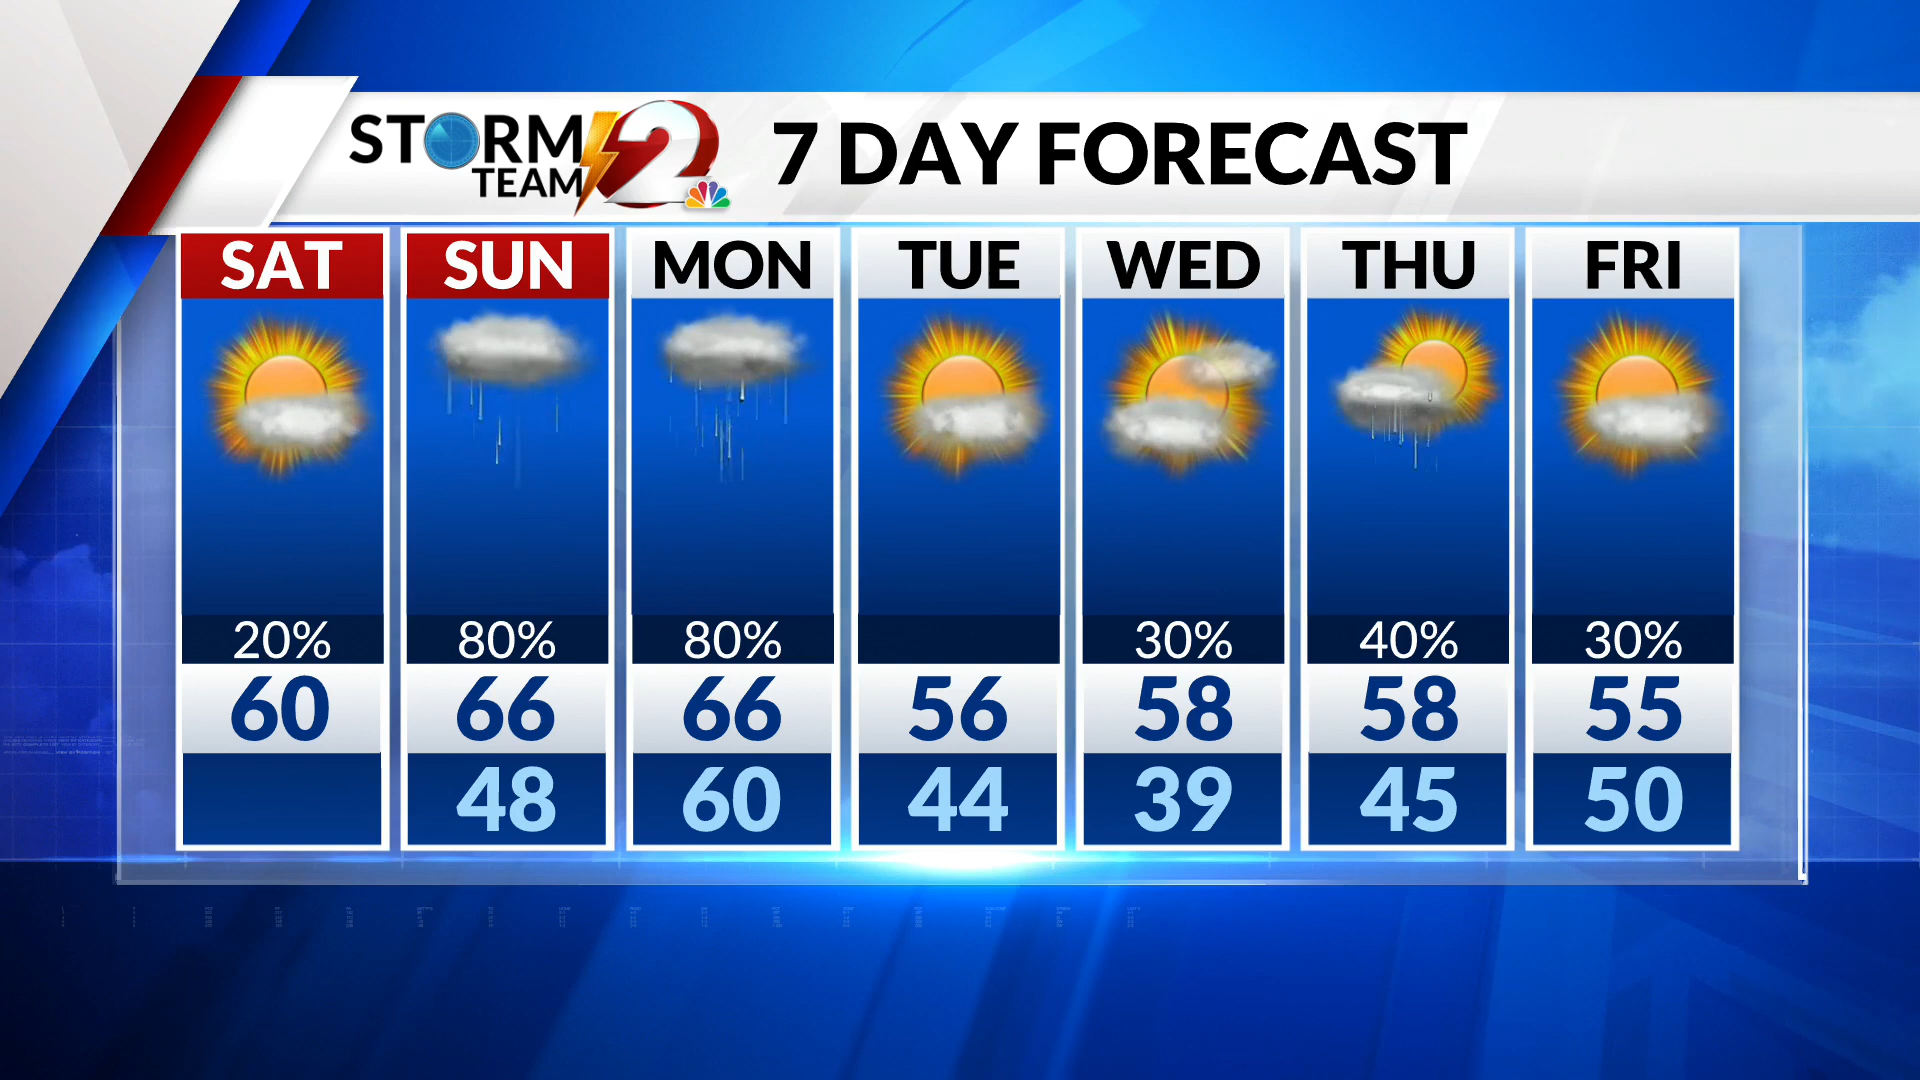 STORM
TEAM
2
7 DAY FORECAST
SAT SUN MON TUE WED THU FRI
20% 80% 80% 30% 40% 30%
60 66 66 56 58 58 55
48 60 44 39 45 50